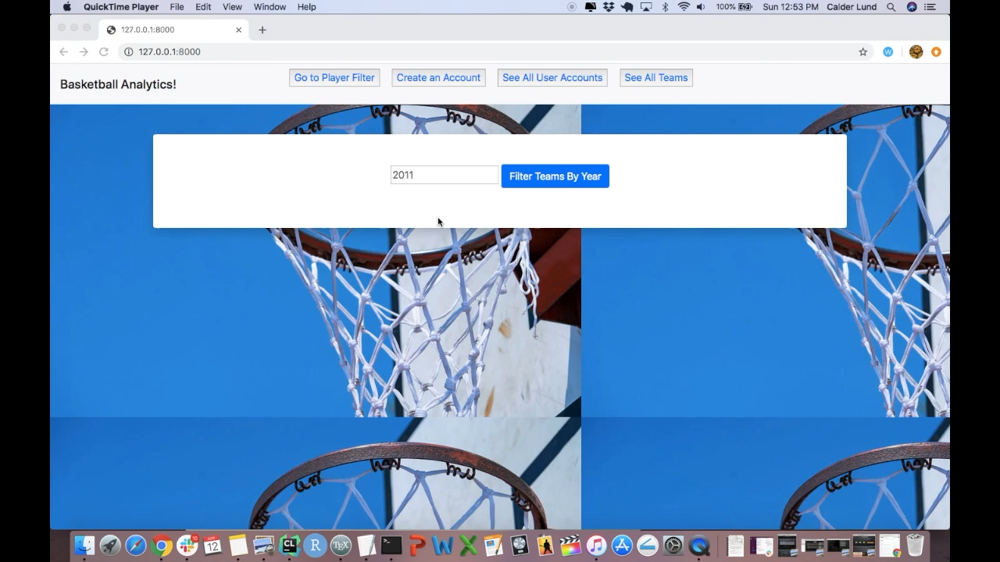 QuickTime Player File Edit View Window Help 100% Sun 12:53 PM Calder Lund
127.0.0.1:8000
127.0.0.1:8000
Basketball Analytics! Go to Player Filter Create an Account See All User Accounts See All Teams
2011 Filter Teams By Year